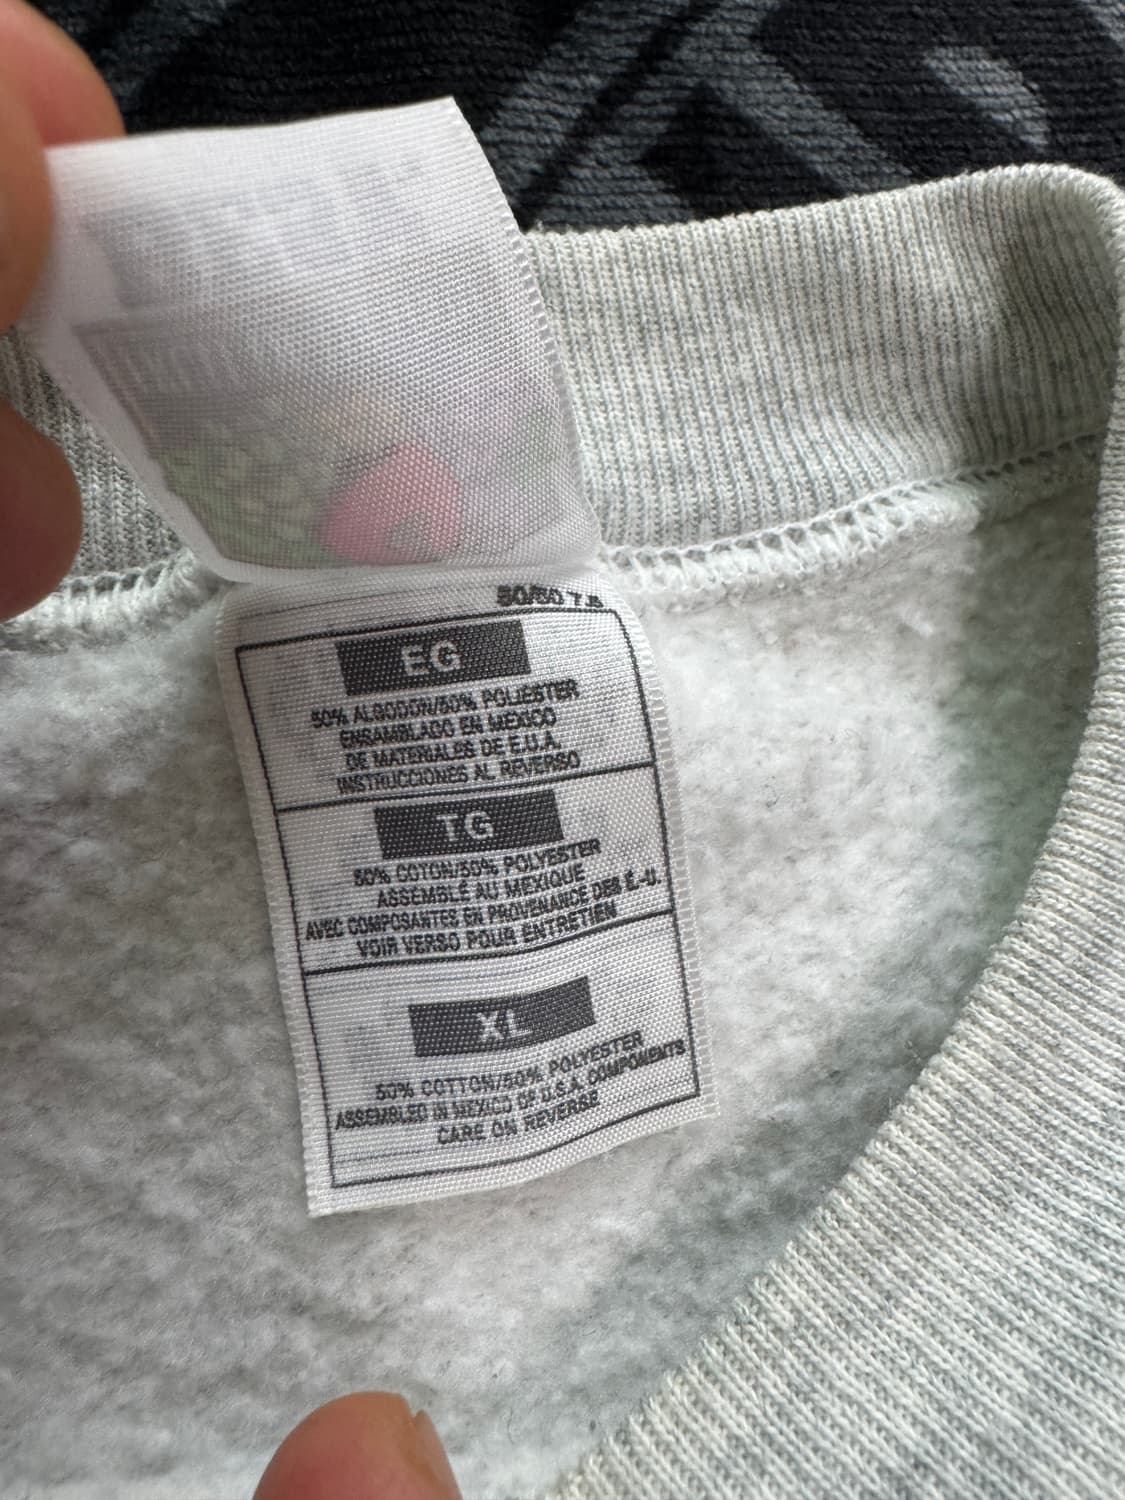 50/50 7.5
EG
50% ALGODON/50% POLIESTER
ENSAMBLADO EN MEXICO
DE MATERIALES DE E.U.A.
INSTRUCCIONES AL REVERSO
TG
50% COTON/50% POLYESTER
ASSEMBLÉ AU MEXIQUE
AVEC COMPOSANTES EN PROVENANCE DES É.-U.
VOIR VERSO POUR ENTRETIEN
XL
50% COTTON/50% POLYESTER
ASSEMBLED IN MEXICO OF U.S.A. COMPONENTS
CARE ON REVERSE